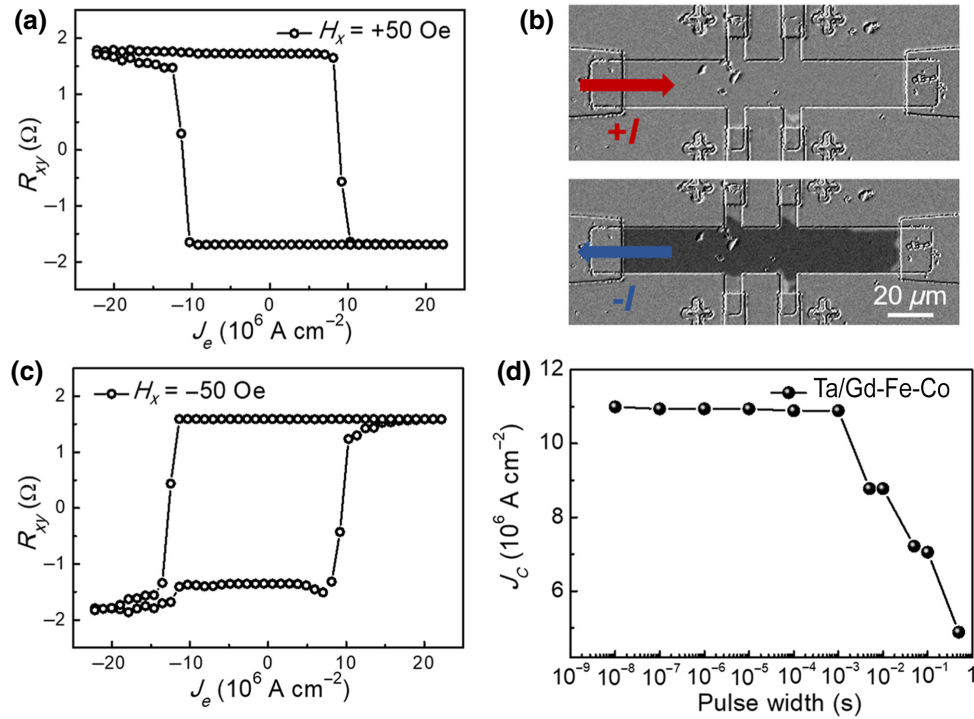 (a)
H_x = +50 Oe
R_xy (Ω)
2
1
0
−1
−2
−20 −10 0 10 20
J_e (10^6 A cm^−2)
(b)
+I
-I
20 µm
(c)
H_x = −50 Oe
R_xy (Ω)
2
1
0
−1
−2
−20 −10 0 10 20
J_e (10^6 A cm^−2)
(d)
Ta/Gd-Fe-Co
J_C (10^6 A cm^−2)
12
10
8
6
10^−9 10^−8 10^−7 10^−6 10^−5 10^−4 10^−3 10^−2 10^−1 1
Pulse width (s)